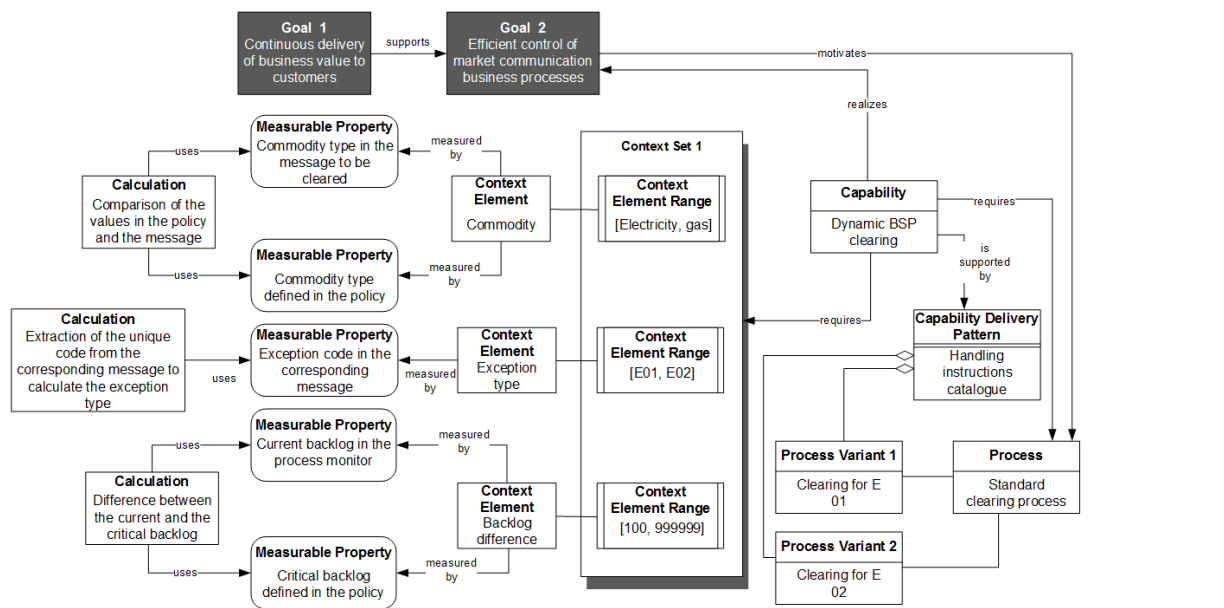 Goal 1
Continuous delivery
of business value to
customers
supports
Goal 2
Efficient control of
market communication
business processes
motivates
realizes
Measurable Property
Commodity type in the
message to be
cleared
uses
measured
by
Calculation
Comparison of the
values in the policy
and the message
Context
Element
Commodity
Context Set 1
Context
Element Range
[Electricity, gas]
Capability
Dynamic BSP
clearing
requires
is
supported
by
uses
Measurable Property
Commodity type
defined in the policy
measured
by
requires
Calculation
Extraction of the unique
code from the
corresponding message to
calculate the exception
type
uses
Measurable Property
Exception code in the
corresponding
message
measured
by
Context
Element
Exception
type
Context
Element Range
[E01, E02]
Capability Delivery
Pattern
Handling
instructions
catalogue
uses
Measurable Property
Current backlog in the
process monitor
measured
by
Calculation
Difference between
the current and the
critical backlog
Context
Element
Backlog
difference
Context
Element Range
[100, 999999]
Process Variant 1
Clearing for E
01
Process
Standard
clearing process
uses
Measurable Property
Critical backlog
defined in the policy
measured
by
Process Variant 2
Clearing for E
02